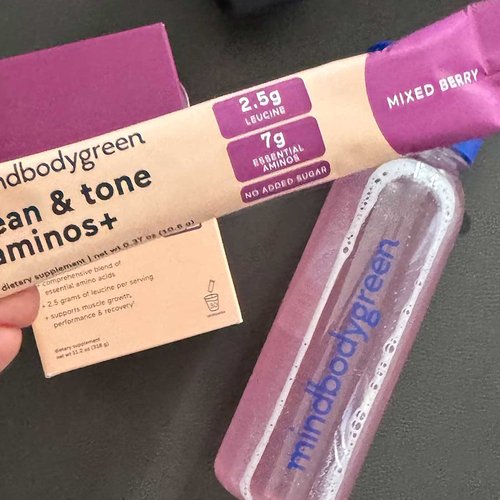 ndbodygreen
ean & tone
aminos+
dietary supplement | net wt 0.37 oz (10.6 g)
2.5g
LEUCINE
7g
ESSENTIAL
AMINOS
NO ADDED SUGAR
MIXED BERRY
comprehensive blend of
essential amino acids
+ 2.5 grams of leucine per serving
+ supports muscle growth,
performance & recovery
dietary supplement
net wt 11.2 oz (318 g)
30
mindbodygreen